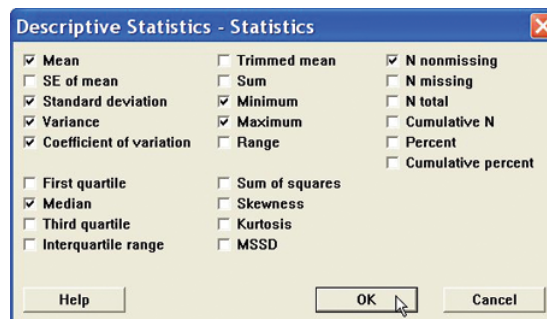 Descriptive Statistics - Statistics
Mean
SE of mean
Standard deviation
Variance
Coefficient of variation
First quartile
Median
Third quartile
Interquartile range
Trimmed mean
Sum
Minimum
Maximum
Range
Sum of squares
Skewness
Kurtosis
MSSD
N nonmissing
N missing
N total
Cumulative N
Percent
Cumulative percent
Help
OK
Cancel